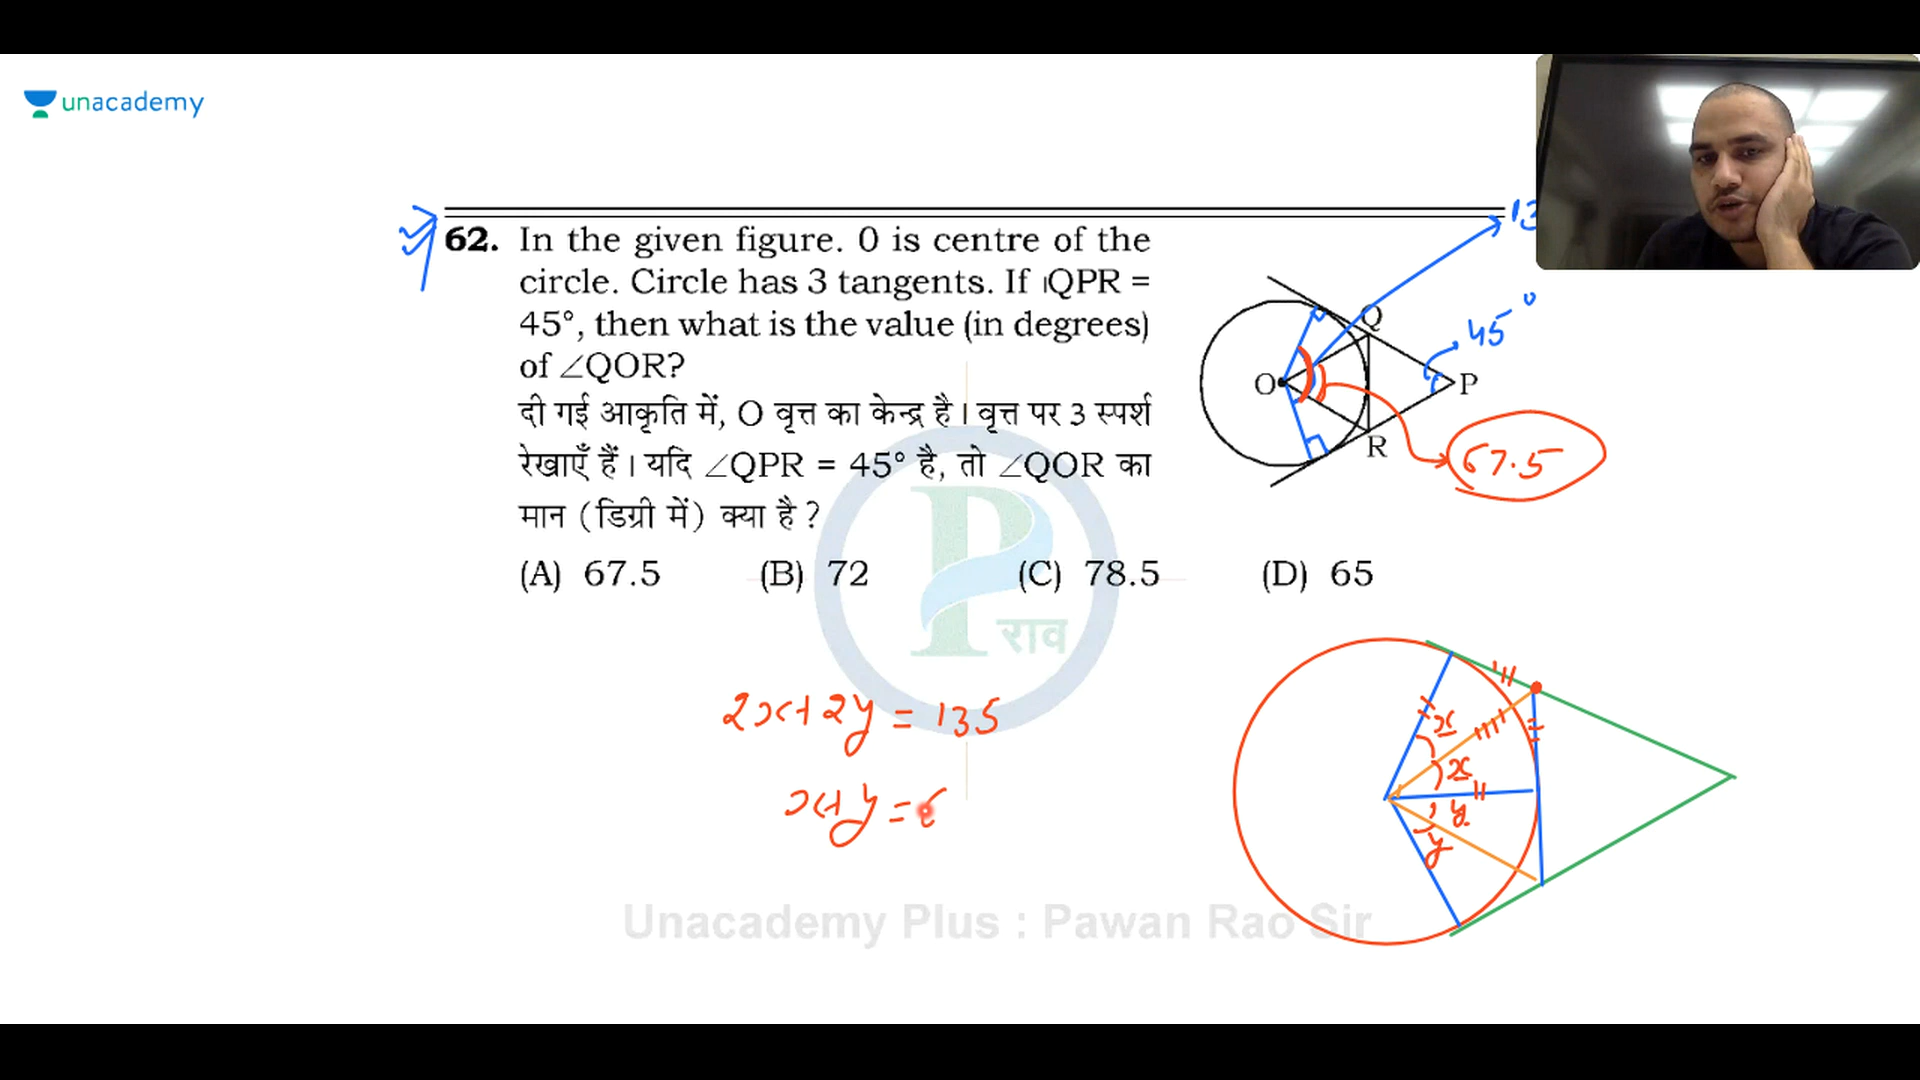 unacademy
62. In the given figure. 0 is centre of the
circle. Circle has 3 tangents. If ıQPR =
45°, then what is the value (in degrees)
of ∠QOR?
दी गई आकृति में, O वृत्त का केन्द्र है। वृत्त पर 3 स्पर्श
रेखाएँ हैं। यदि ∠QPR = 45° है, तो ∠QOR का
मान (डिग्री में) क्या है ?
(A) 67.5 (B) 72 (C) 78.5 (D) 65
Q
O
P
R
45°
67.5
राव
2x+2y = 135
x+y = 6
x
x
y
y
Unacademy Plus : Pawan Rao Sir